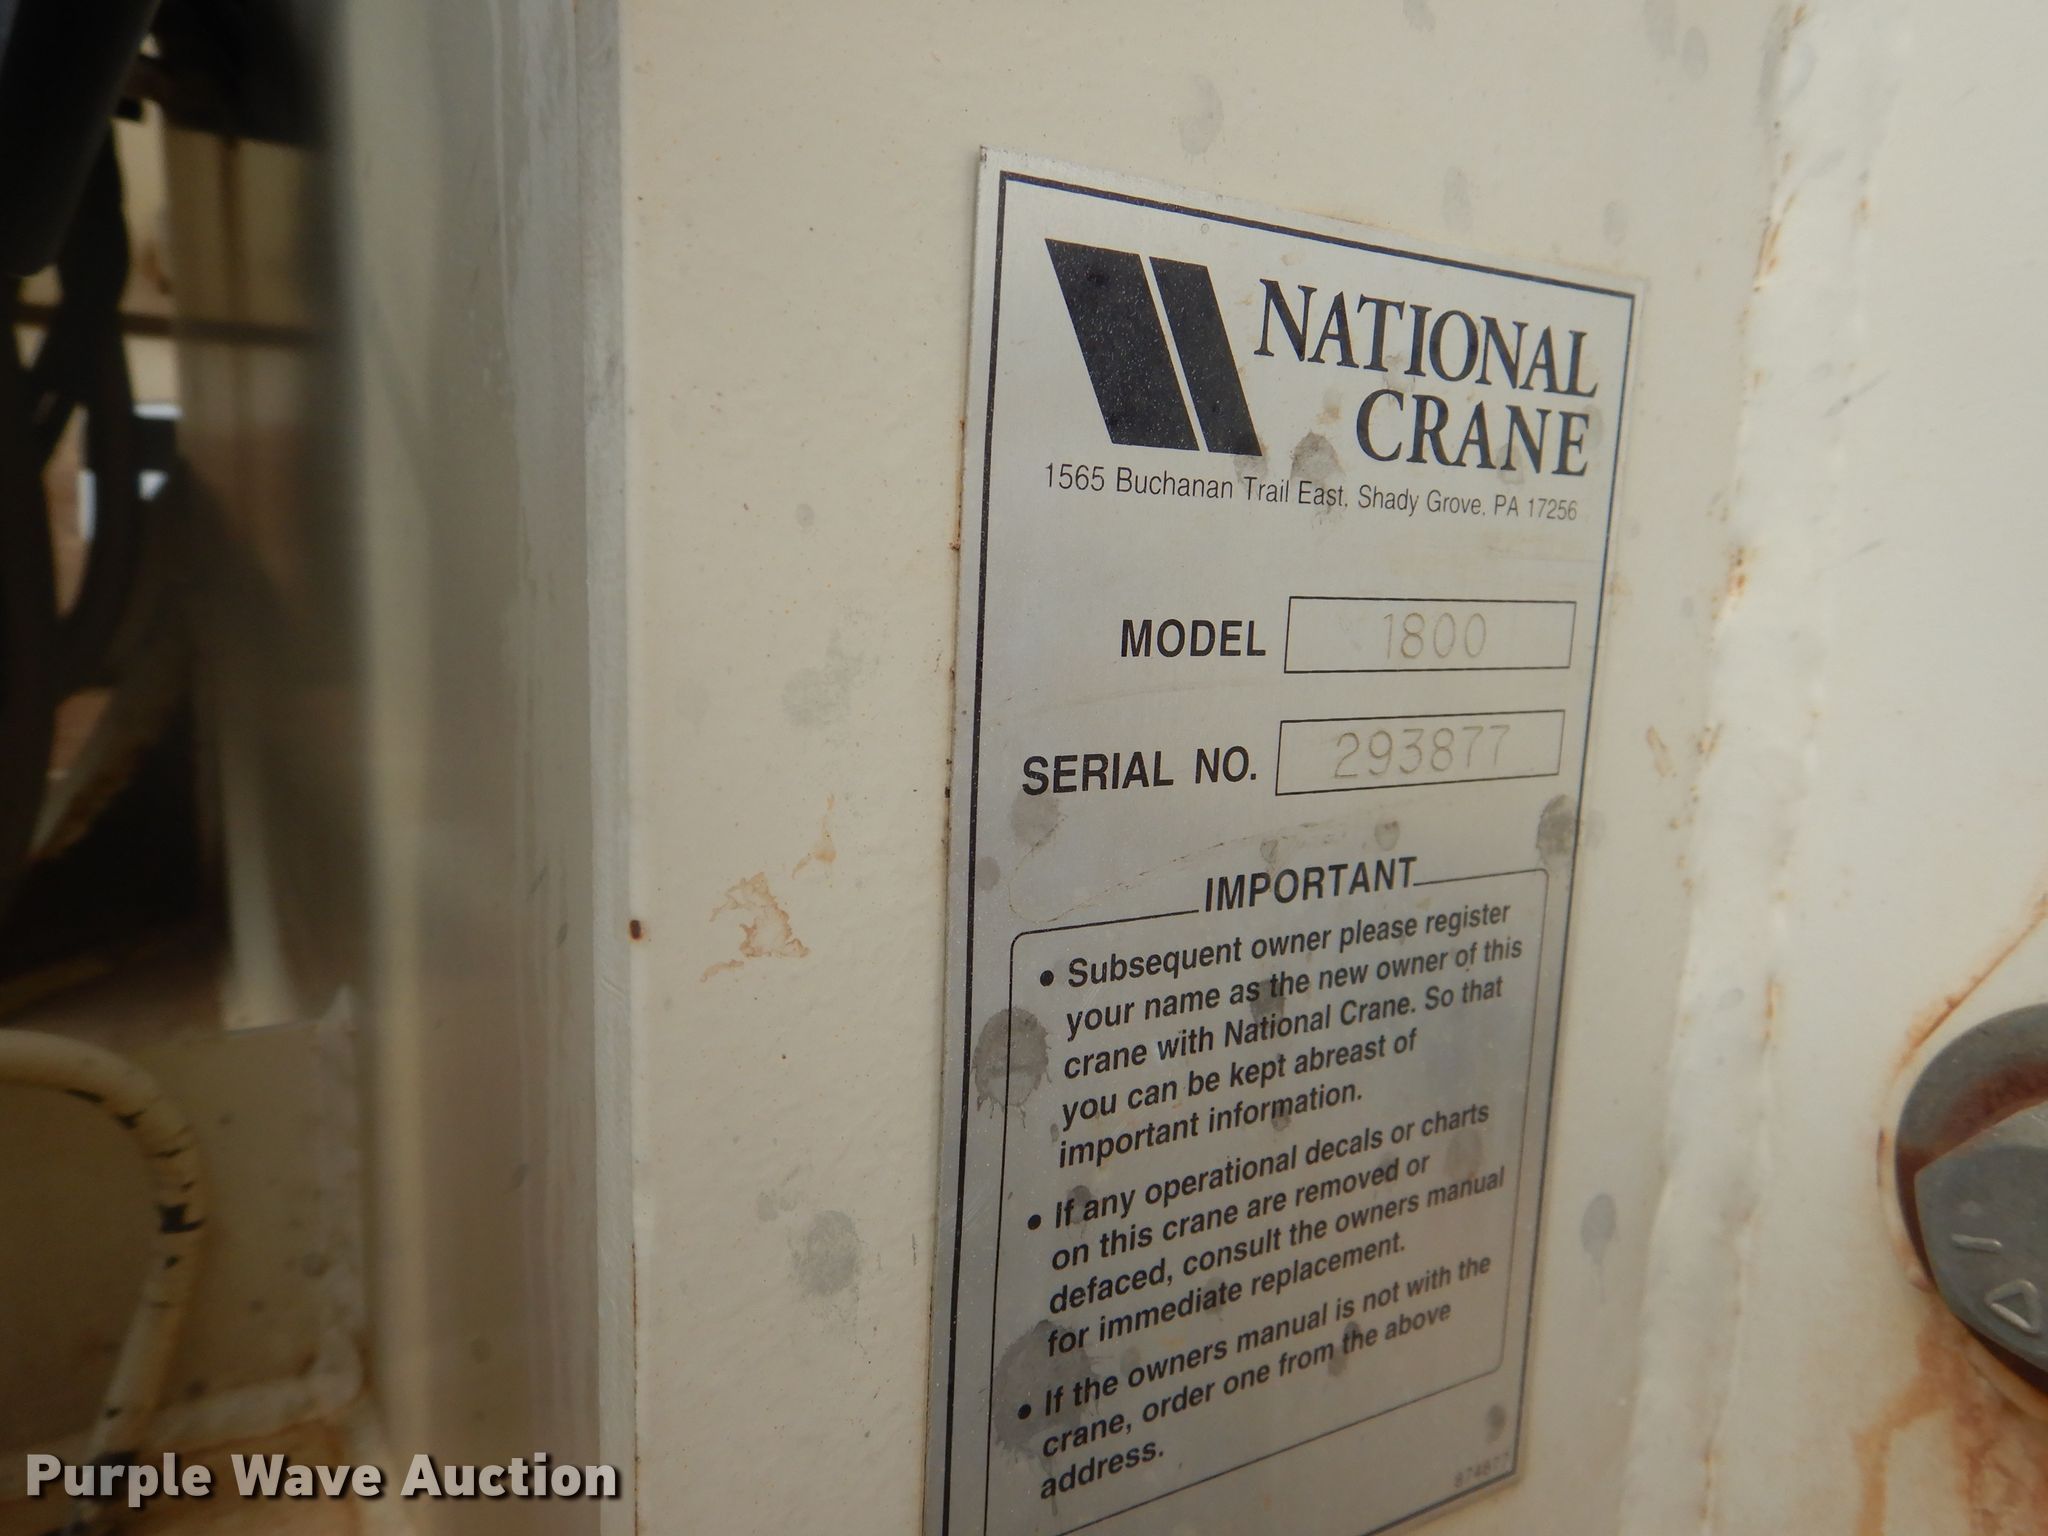 NATIONAL
CRANE
1565 Buchanan Trail East, Shady Grove, PA 17256
MODEL 1800
SERIAL NO. 293877
IMPORTANT
• Subsequent owner please register
your name as the new owner of this
crane with National Crane. So that
you can be kept abreast of
important information.
• If any operational decals or charts
on this crane are removed or
defaced, consult the owners manual
for immediate replacement.
• If the owners manual is not with the
crane, order one from the above
address.
Purple Wave Auction